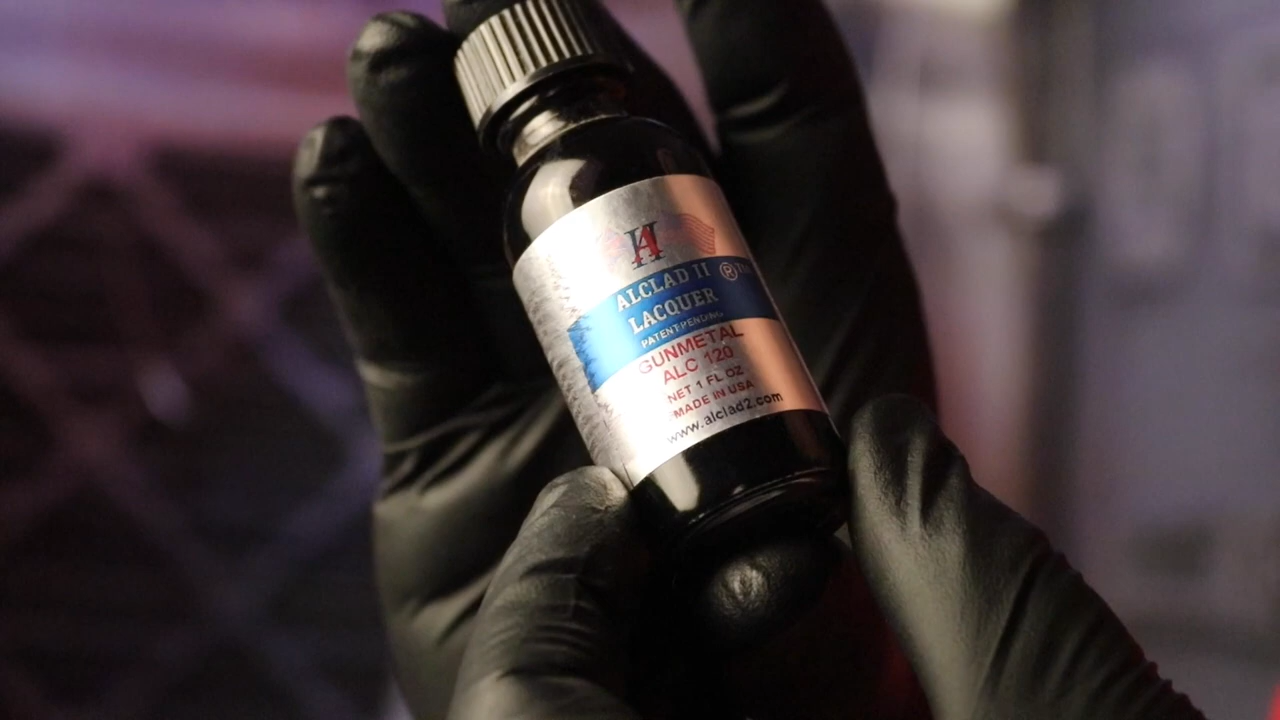 ALCLAD II ®
LACQUER
PATENT PENDING
GUNMETAL
ALC 120
NET 1 FL OZ
MADE IN USA
www.alclad2.com